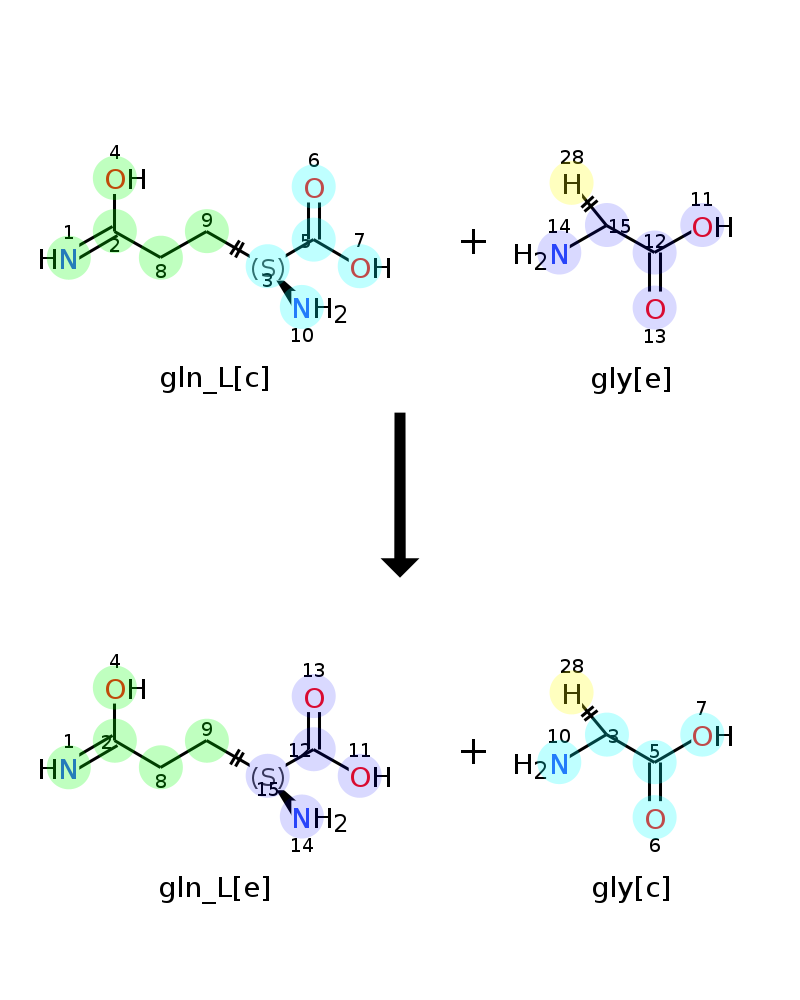 4 6 28
OH O H
1 9 7 14 15 11
HN 2 8 (S) 3 5 OH + H2N 12 OH
NH2 O
10 13
gln_L[c] gly[e]
4 13 28
OH O H
1 2 9 12 11 10 3 7
HN 8 (S) 15 OH + H2N 5 OH
NH2 O
14 6
gln_L[e] gly[c]